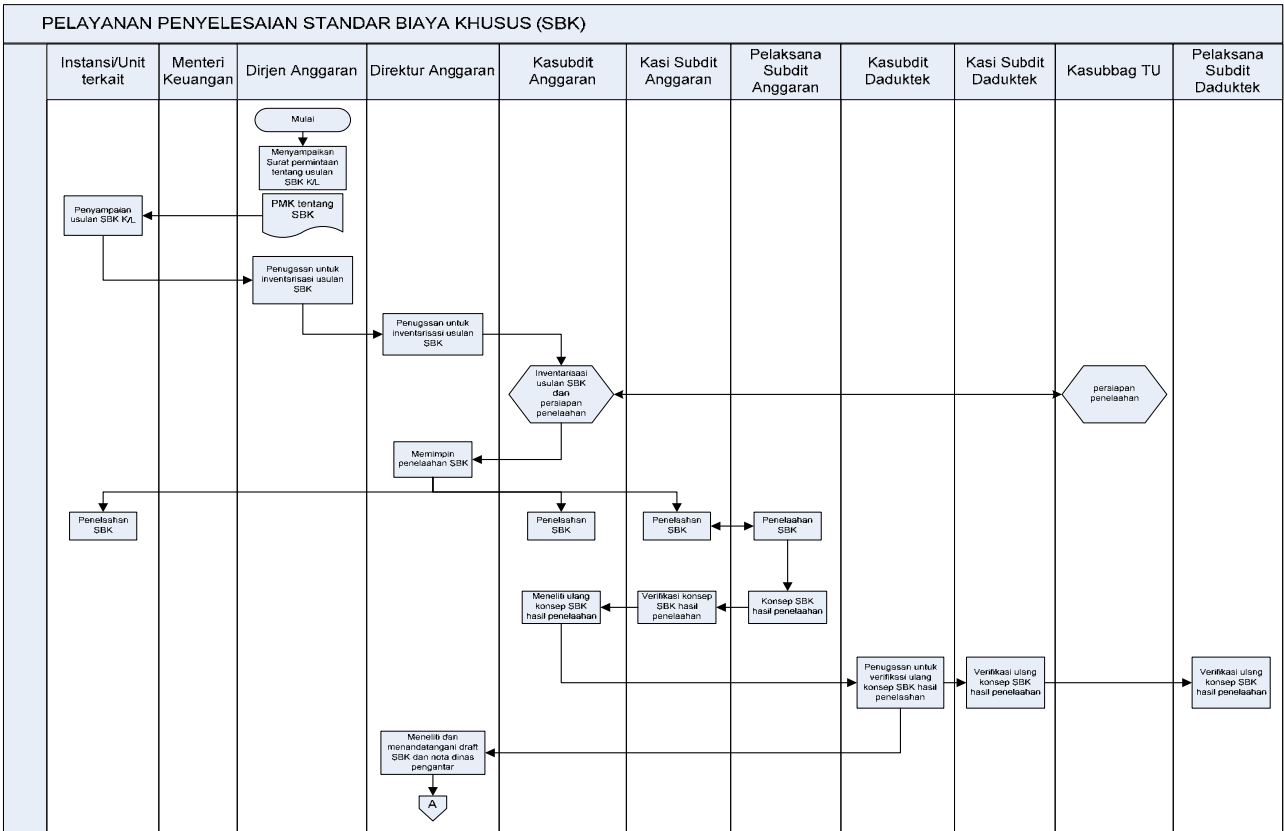 PELAYANAN PENYELESAIAN STANDAR BIAYA KHUSUS (SBK)
Instansi/Unit
terkait
Menteri
Keuangan
Dirjen Anggaran
Direktur Anggaran
Kasubdit
Anggaran
Kasi Subdit
Anggaran
Pelaksana
Subdit
Anggaran
Kasubdit
Daduktek
Kasi Subdit
Daduktek
Kasubbag TU
Pelaksana
Subdit
Daduktek
Mulai
Menyampaikan
Surat permintaan
tentang usulan
SBK K/L
PMK tentang
SBK
Penyampaian
usulan SBK K/L
Penugasan untuk
inventarisasi usulan
SBK
Penugasan untuk
inventarisasi usulan
SBK
Inventarisasi
usulan SBK
dan
persiapan
penelaahan
persiapan
penelaahan
Memimpin
penelaahan SBK
Penelaahan
SBK
Penelaahan
SBK
Penelaahan
SBK
Penelaahan
SBK
Meneliti ulang
konsep SBK
hasil penelaahan
Verifikasi konsep
SBK hasil
penelaahan
Konsep SBK
hasil penelaahan
Penugasan untuk
verifikasi ulang
konsep SBK hasil
penelaahan
Verifikasi ulang
konsep SBK
hasil penelaahan
Verifikasi ulang
konsep SBK
hasil penelaahan
Meneliti dan
menandatangani draft
SBK dan nota dinas
pengantar
A